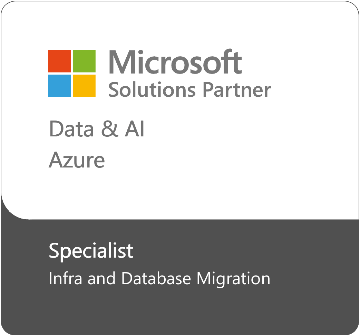 Microsoft
Solutions Partner
Data & AI
Azure
Specialist
Infra and Database Migration